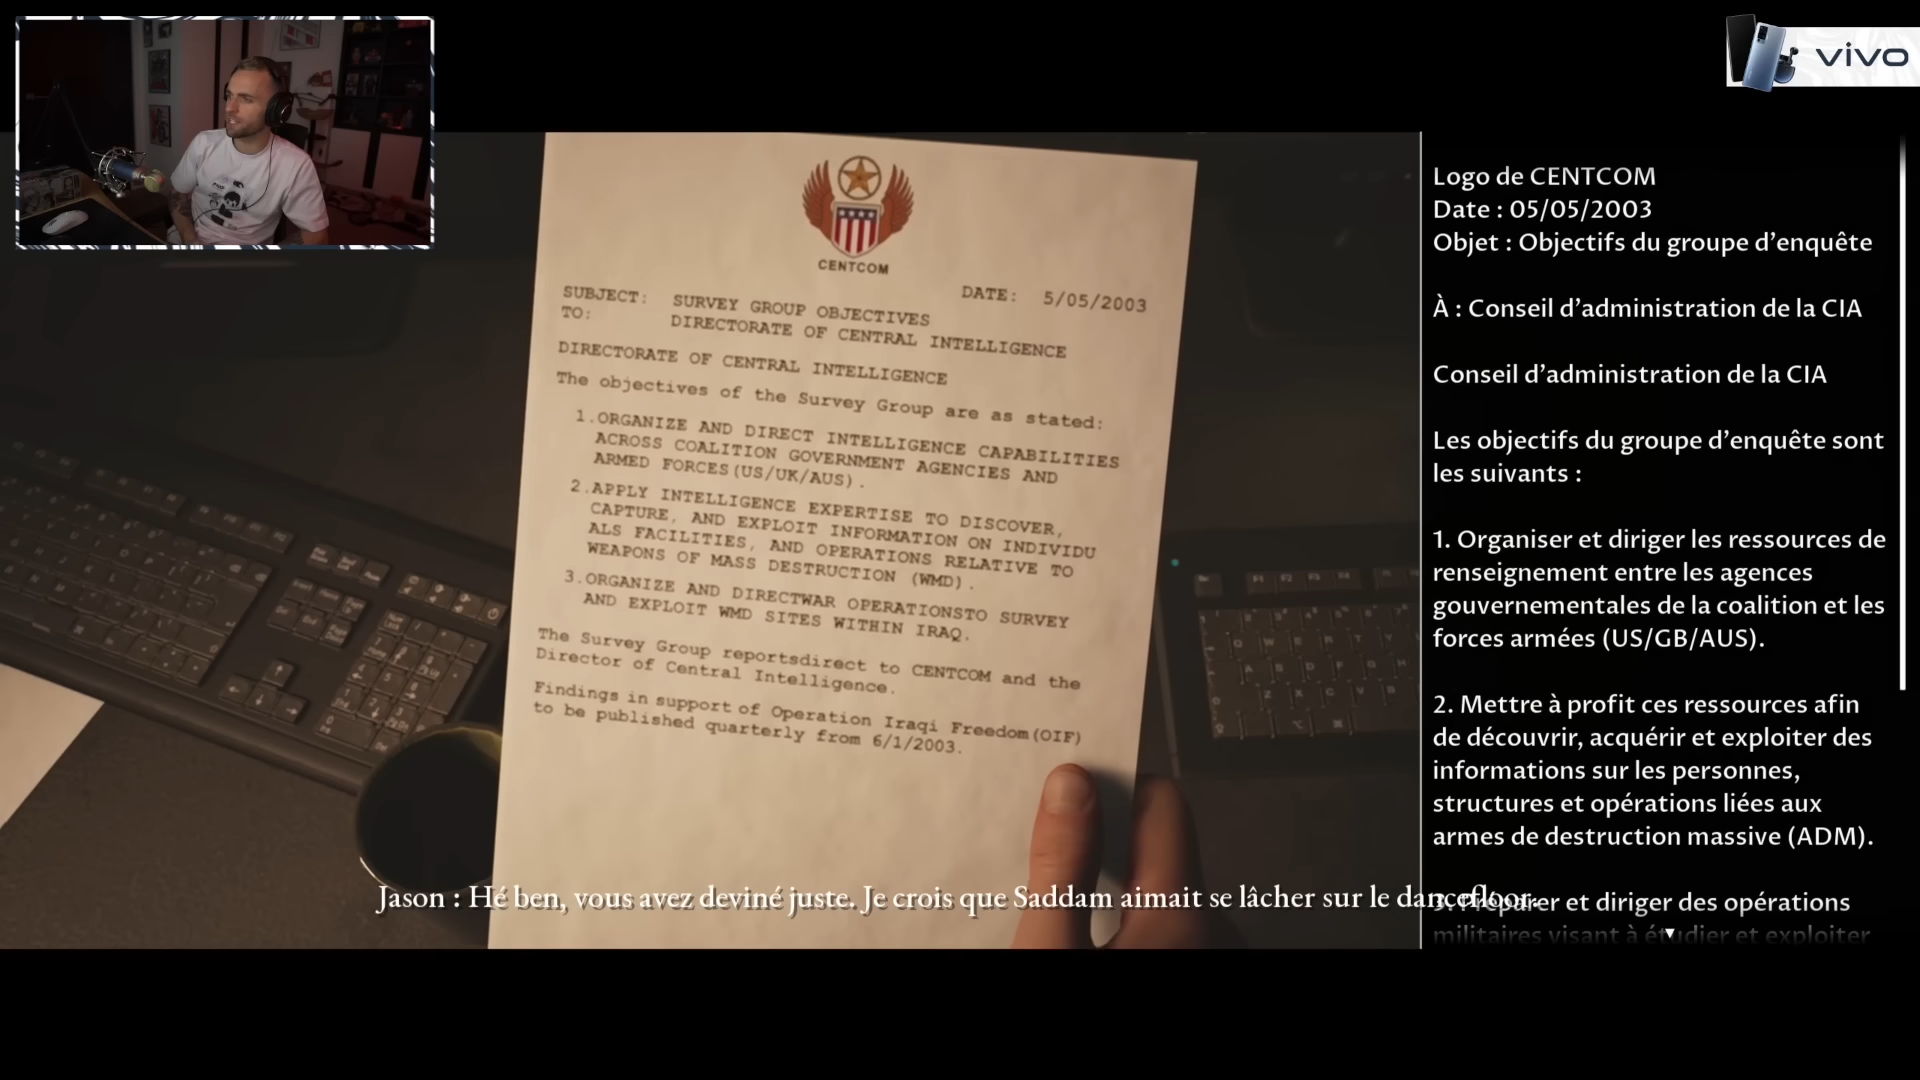 vivo
CENTCOM
DATE: 5/05/2003
SUBJECT: SURVEY GROUP OBJECTIVES
TO: DIRECTORATE OF CENTRAL INTELLIGENCE
DIRECTORATE OF CENTRAL INTELLIGENCE
The objectives of the Survey Group are as stated:
1.ORGANIZE AND DIRECT INTELLIGENCE CAPABILITIES
ACROSS COALITION GOVERNMENT AGENCIES AND
ARMED FORCES(US/UK/AUS).
2.APPLY INTELLIGENCE EXPERTISE TO DISCOVER,
CAPTURE, AND EXPLOIT INFORMATION ON INDIVIDU
ALS FACILITIES, AND OPERATIONS RELATIVE TO
WEAPONS OF MASS DESTRUCTION (WMD).
3.ORGANIZE AND DIRECTWAR OPERATIONSTO SURVEY
AND EXPLOIT WMD SITES WITHIN IRAQ.
The Survey Group reportsdirect to CENTCOM and the
Director of Central Intelligence.
Findings in support of Operation Iraqi Freedom(OIF)
to be published quarterly from 6/1/2003.
Jason : Hé ben, vous avez deviné juste. Je crois que Saddam aimait se lâcher sur le dancefloor.
Logo de CENTCOM
Date : 05/05/2003
Objet : Objectifs du groupe d'enquête
À : Conseil d'administration de la CIA
Conseil d'administration de la CIA
Les objectifs du groupe d'enquête sont
les suivants :
1. Organiser et diriger les ressources de
renseignement entre les agences
gouvernementales de la coalition et les
forces armées (US/GB/AUS).
2. Mettre à profit ces ressources afin
de découvrir, acquérir et exploiter des
informations sur les personnes,
structures et opérations liées aux
armes de destruction massive (ADM).
3. Préparer et diriger des opérations
militaires visant à étudier et exploiter